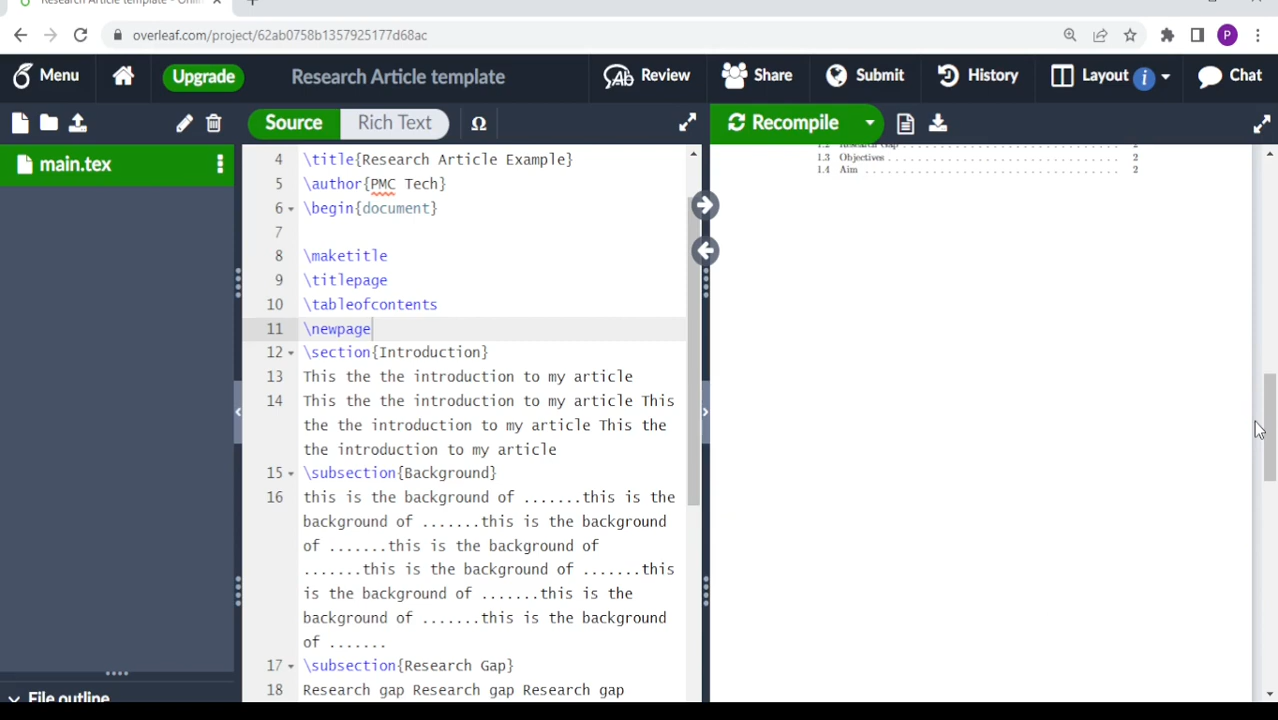 Research Article template - Onlin
overleaf.com/project/62ab0758b1357925177d68ac
P
Menu
Upgrade
Research Article template
Review
Share
Submit
History
Layout
i
Chat
Source
Rich Text
Ω
Recompile
main.tex
File outline
4 \title{Research Article Example}
5 \author{PMC Tech}
6 \begin{document}
7
8 \maketitle
9 \titlepage
10 \tableofcontents
11 \newpage
12 \section{Introduction}
13 This the the introduction to my article
14 This the the introduction to my article This
the the introduction to my article This the
the introduction to my article
15 \subsection{Background}
16 this is the background of .......this is the
background of .......this is the background
of .......this is the background of
.......this is the background of .......this
is the background of .......this is the
background of .......this is the background
of .......
17 \subsection{Research Gap}
18 Research gap Research gap Research gap
1.2 Research Gap 2
1.3 Objectives 2
1.4 Aim 2